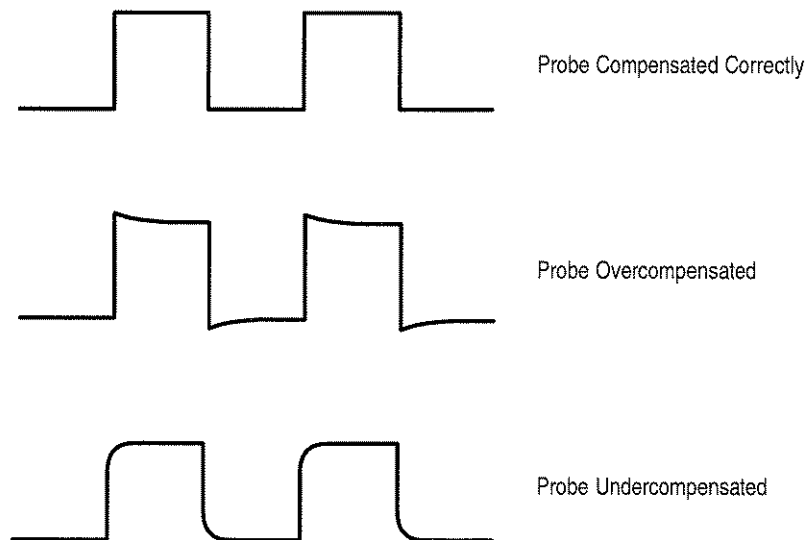 Probe Compensated Correctly
Probe Overcompensated
Probe Undercompensated